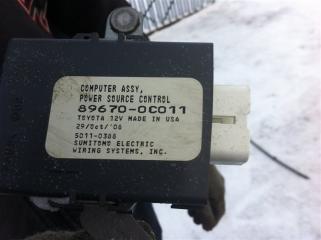 COMPUTER ASSY,
POWER SOURCE CONTROL
89670-0C011
TOYOTA 12V MADE IN USA
29/Oct/'06
5011-0388
SUMITOMO ELECTRIC
WIRING SYSTEMS, INC.